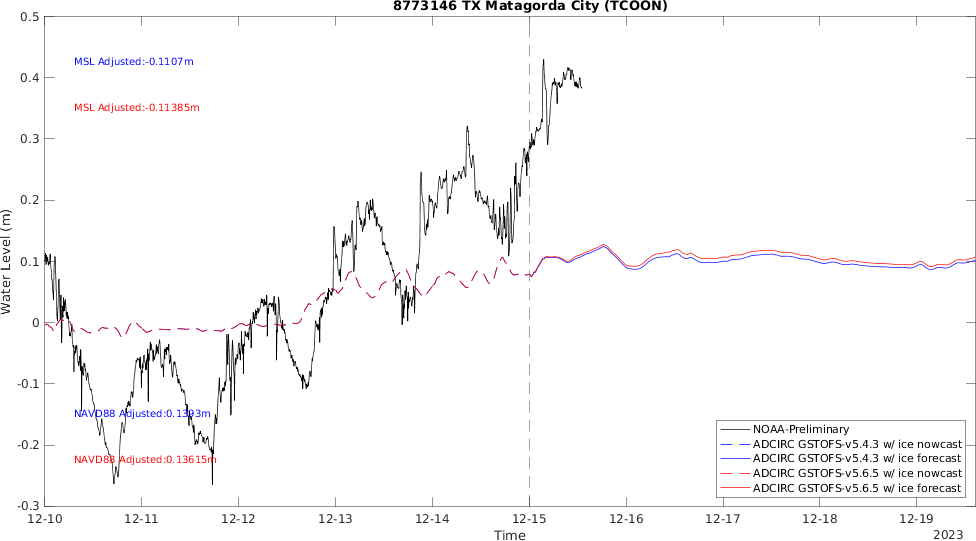 8773146 TX Matagorda City (TCOON)
0.5
MSL Adjusted:-0.1107m
0.4
MSL Adjusted:-0.11385m
0.3
0.2
0.1
Water Level (m)
0
-0.1
NAVD88 Adjusted:0.1393m
-0.2
NAVD88 Adjusted:0.13615m
-0.3
NOAA-Preliminary
ADCIRC GSTOFS-v5.4.3 w/ ice nowcast
ADCIRC GSTOFS-v5.4.3 w/ ice forecast
ADCIRC GSTOFS-v5.6.5 w/ ice nowcast
ADCIRC GSTOFS-v5.6.5 w/ ice forecast
12-10 12-11 12-12 12-13 12-14 12-15 12-16 12-17 12-18 12-19
Time
2023